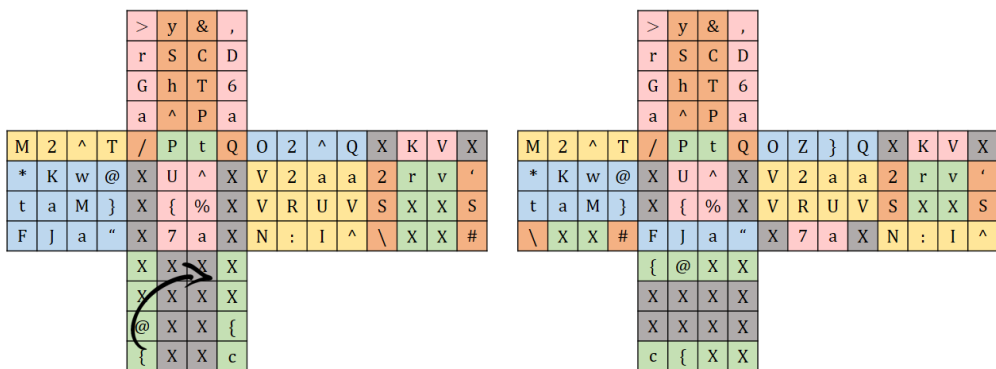 > y & , > y & ,
r S C D r S C D
G h T 6 G h T 6
a ^ P a a ^ P a
M 2 ^ T / P t Q O 2 ^ Q X K V X M 2 ^ T / P t Q O Z } Q X K V X
* K w @ X U ^ X V 2 a a 2 r v ‘ * K w @ X U ^ X V 2 a a 2 r v ‘
t a M } X { % X V R U V S X X S t a M } X { % X V R U V S X X S
F J a “ X 7 a X N : I ^ \ X X # \ X X # F J a “ X 7 a X N : I ^
X X X X { @ X X
X X X X X X X X
@ X X { X X X X
{ X X c c { X X